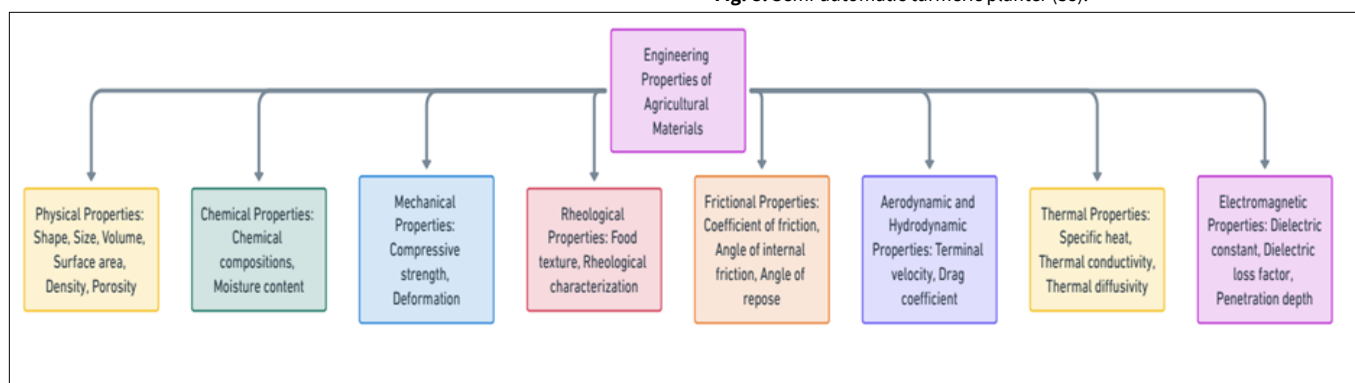 Engineering
Properties of
Agricultural
Materials
Physical Properties:
Shape, Size, Volume,
Surface area,
Density, Porosity
Chemical Properties:
Chemical
compositions,
Moisture content
Mechanical
Properties:
Compressive
strength,
Deformation
Rheological
Properties: Food
texture, Rheological
characterization
Frictional Properties:
Coefficient of friction,
Angle of internal
friction, Angle of
repose
Aerodynamic and
Hydrodynamic
Properties: Terminal
velocity, Drag
coefficient
Thermal Properties:
Specific heat,
Thermal conductivity,
Thermal diffusivity
Electromagnetic
Properties: Dielectric
constant, Dielectric
loss factor,
Penetration depth